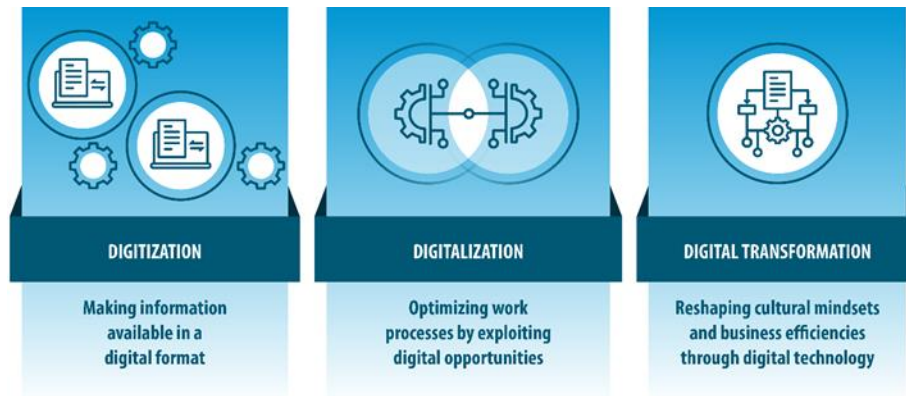 DIGITIZATION
Making information
available in a
digital format
DIGITALIZATION
Optimizing work
processes by exploiting
digital opportunities
DIGITAL TRANSFORMATION
Reshaping cultural mindsets
and business efficiencies
through digital technology